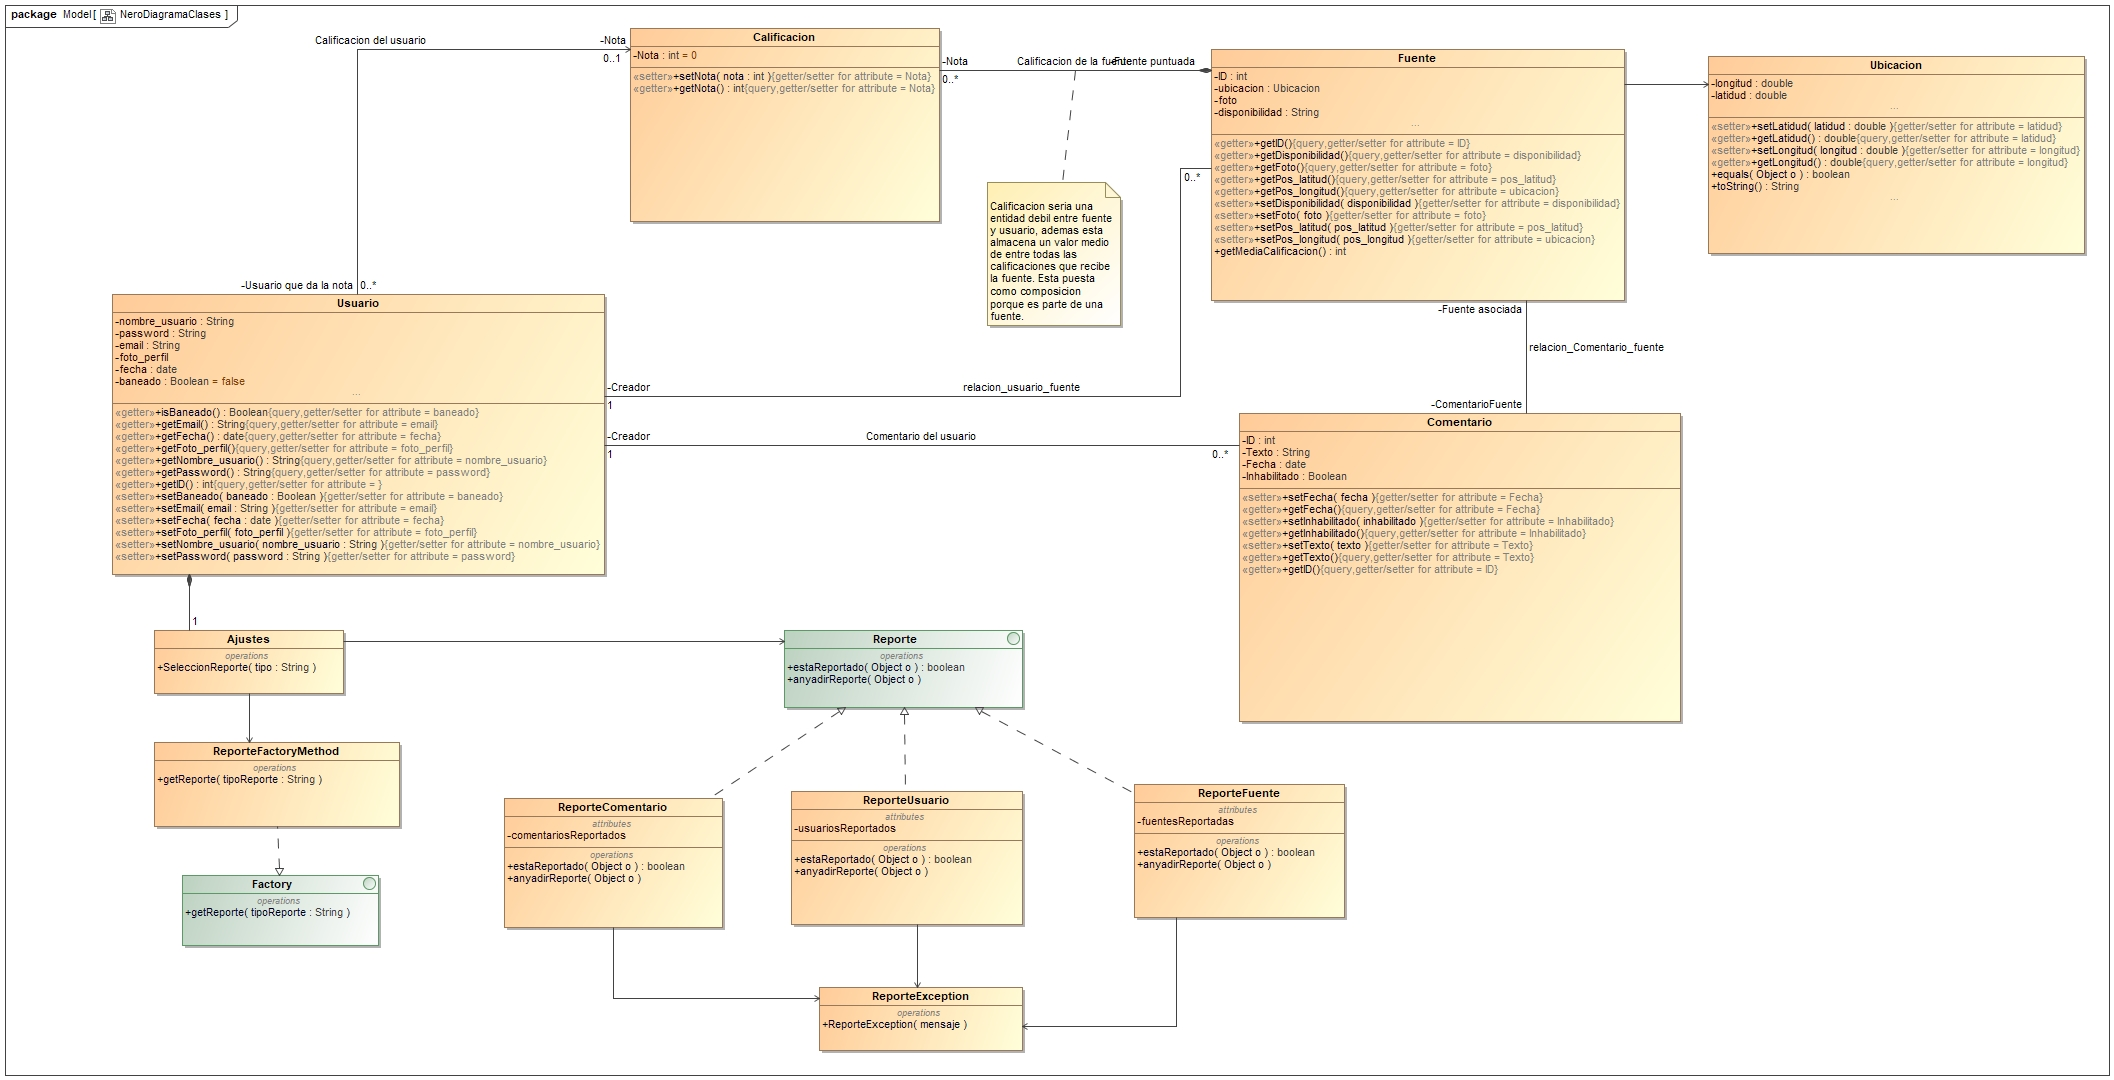 package Model[ NeroDiagramaClases ]
Calificacion del usuario
-Nota
0..1
Calificacion
-Nota : int = 0
«setter»+setNota( nota : int ){getter/setter for attribute = Nota}
«getter»+getNota() : int{query,getter/setter for attribute = Nota}
-Nota
0..*
Calificacion de la fuente
puntuada
Fuente
-ID : int
-ubicacion : Ubicacion
-foto
-disponibilidad : String
...
«getter»+getID(){query,getter/setter for attribute = ID}
«getter»+getDisponibilidad(){query,getter/setter for attribute = disponibilidad}
«getter»+getFoto(){query,getter/setter for attribute = foto}
«getter»+getPos_latitud(){query,getter/setter for attribute = pos_latitud}
«getter»+getPos_longitud(){query,getter/setter for attribute = ubicacion}
«setter»+setDisponibilidad( disponibilidad ){getter/setter for attribute = disponibilidad}
«setter»+setFoto( foto ){getter/setter for attribute = foto}
«setter»+setPos_latitud( pos_latitud ){getter/setter for attribute = pos_latitud}
«setter»+setPos_longitud( pos_longitud ){getter/setter for attribute = ubicacion}
+getMediaCalificacion() : int
Ubicacion
-longitud : double
-latidud : double
...
«setter»+setLatidud( latidud : double ){getter/setter for attribute = latidud}
«getter»+getLatidud() : double{query,getter/setter for attribute = latidud}
«setter»+setLongitud( longitud : double ){getter/setter for attribute = longitud}
«getter»+getLongitud() : double{query,getter/setter for attribute = longitud}
+equals( Object o ) : boolean
+toString() : String
...
0..*
Calificacion seria una
entidad debil entre fuente
y usuario, ademas esta
almacena un valor medio
de entre todas las
calificaciones que recibe
la fuente. Esta puesta
como composicion
porque es parte de una
fuente.
-Usuario que da la nota
0..*
Usuario
-nombre_usuario : String
-password : String
-email : String
-foto_perfil
-fecha : date
-baneado : Boolean = false
...
«getter»+isBaneado() : Boolean{query,getter/setter for attribute = baneado}
«getter»+getEmail() : String{query,getter/setter for attribute = email}
«getter»+getFecha() : date{query,getter/setter for attribute = fecha}
«getter»+getFoto_perfil(){query,getter/setter for attribute = foto_perfil}
«getter»+getNombre_usuario() : String{query,getter/setter for attribute = nombre_usuario}
«getter»+getPassword() : String{query,getter/setter for attribute = password}
«getter»+getID() : int{query,getter/setter for attribute = }
«setter»+setBaneado( baneado : Boolean ){getter/setter for attribute = baneado}
«setter»+setEmail( email : String ){getter/setter for attribute = email}
«setter»+setFecha( fecha : date ){getter/setter for attribute = fecha}
«setter»+setFoto_perfil( foto_perfil ){getter/setter for attribute = foto_perfil}
«setter»+setNombre_usuario( nombre_usuario : String ){getter/setter for attribute = nombre_usuario}
«setter»+setPassword( password : String ){getter/setter for attribute = password}
-Creador
1
relacion_usuario_fuente
-Creador
1
Comentario del usuario
0..*
-Fuente asociada
relacion_Comentario_fuente
-ComentarioFuente
Comentario
-ID : int
-Texto : String
-Fecha : date
-Inhabilitado : Boolean
«setter»+setFecha( fecha ){getter/setter for attribute = Fecha}
«getter»+getFecha(){query,getter/setter for attribute = Fecha}
«setter»+setInhabilitado( inhabilitado ){getter/setter for attribute = Inhabilitado}
«getter»+getInhabilitado(){query,getter/setter for attribute = Inhabilitado}
«setter»+setTexto( texto ){getter/setter for attribute = Texto}
«getter»+getTexto(){query,getter/setter for attribute = Texto}
«getter»+getID(){query,getter/setter for attribute = ID}
1
Ajustes
operations
+SeleccionReporte( tipo : String )
Reporte
operations
+estaReportado( Object o ) : boolean
+anyadirReporte( Object o )
ReporteFactoryMethod
operations
+getReporte( tipoReporte : String )
Factory
operations
+getReporte( tipoReporte : String )
ReporteComentario
attributes
-comentariosReportados
operations
+estaReportado( Object o ) : boolean
+anyadirReporte( Object o )
ReporteUsuario
attributes
-usuariosReportados
operations
+estaReportado( Object o ) : boolean
+anyadirReporte( Object o )
ReporteFuente
attributes
-fuentesReportadas
operations
+estaReportado( Object o ) : boolean
+anyadirReporte( Object o )
ReporteException
operations
+ReporteException( mensaje )